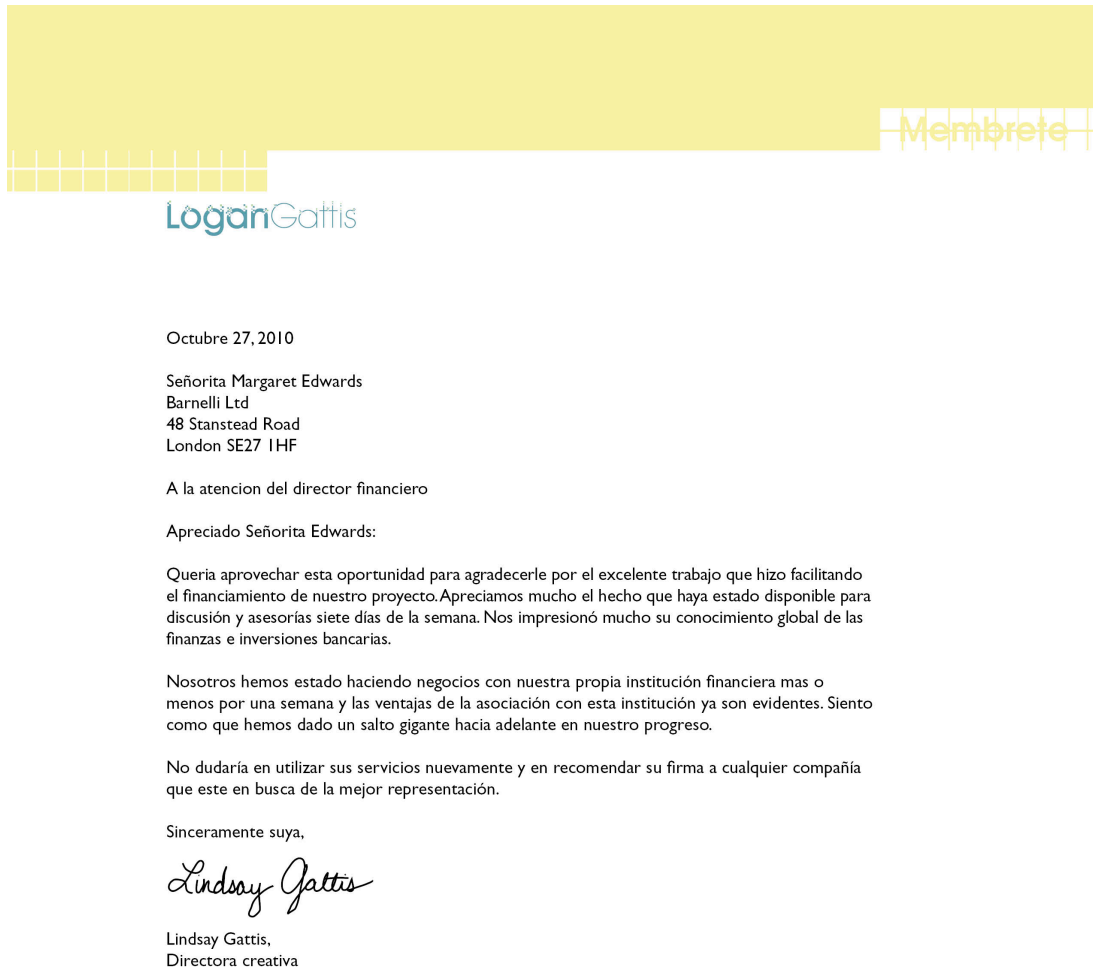 Membrete
LoganGattis
Octubre 27, 2010
Señorita Margaret Edwards
Barnelli Ltd
48 Stanstead Road
London SE27 1HF
A la atencion del director financiero
Apreciado Señorita Edwards:
Queria aprovechar esta oportunidad para agradecerle por el excelente trabajo que hizo facilitando
el financiamiento de nuestro proyecto. Apreciamos mucho el hecho que haya estado disponible para
discusión y asesorías siete días de la semana. Nos impresionó mucho su conocimiento global de las
finanzas e inversiones bancarias.
Nosotros hemos estado haciendo negocios con nuestra propia institución financiera mas o
menos por una semana y las ventajas de la asociación con esta institución ya son evidentes. Siento
como que hemos dado un salto gigante hacia adelante en nuestro progreso.
No dudaría en utilizar sus servicios nuevamente y en recomendar su firma a cualquier compañía
que este en busca de la mejor representación.
Sinceramente suya,
Lindsay Gattis
Lindsay Gattis,
Directora creativa